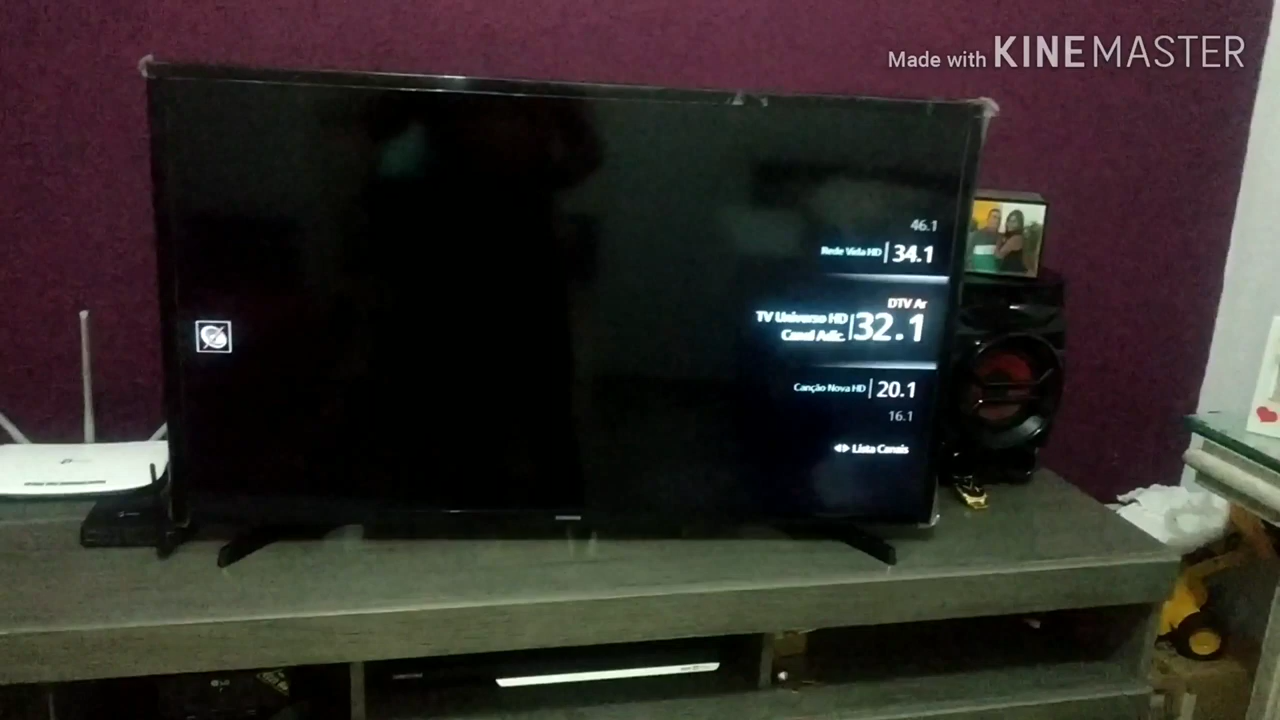 Made with KINEMASTER
46.1
Rede Vida HD 34.1
DTV Ar
TV Universo HD
Canal Adic. 32.1
Canção Nova HD 20.1
16.1
Lista Canais
LG